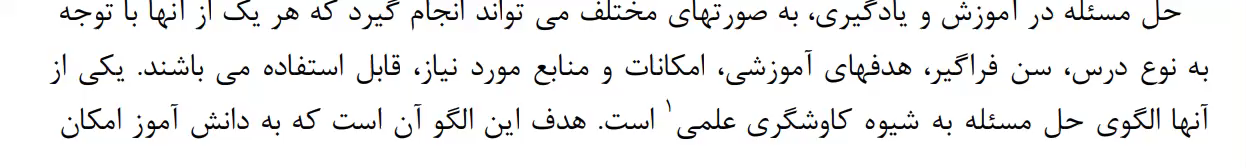 حل مسئله در آموزش و یادگیری، به صورتهای مختلف می تواند انجام گیرد که هر یک از آنها با توجه
به نوع درس، سن فراگیر، هدفهای آموزشی، امکانات و منابع مورد نیاز، قابل استفاده می باشند. یکی از
آنها الگوی حل مسئله به شیوه کاوشگری علمی۱ است. هدف این الگو آن است که به دانش آموز امکان